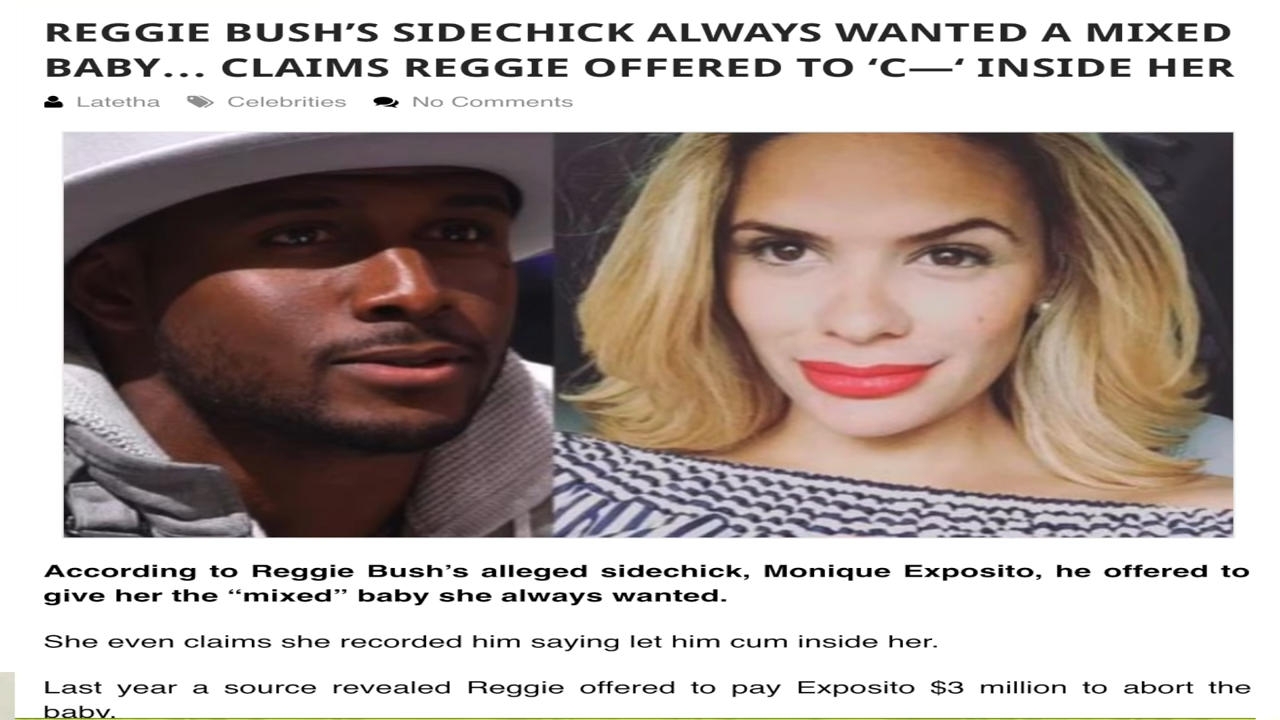 REGGIE BUSH’S SIDECHICK ALWAYS WANTED A MIXED
BABY… CLAIMS REGGIE OFFERED TO ‘C—‘ INSIDE HER
Latetha Celebrities No Comments
According to Reggie Bush’s alleged sidechick, Monique Exposito, he offered to
give her the “mixed” baby she always wanted.
She even claims she recorded him saying let him cum inside her.
Last year a source revealed Reggie offered to pay Exposito $3 million to abort the
baby.